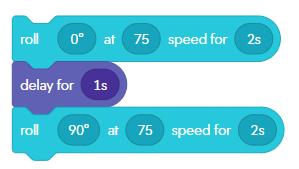 roll 0° at 75 speed for 2s
delay for 1s
roll 90° at 75 speed for 2s